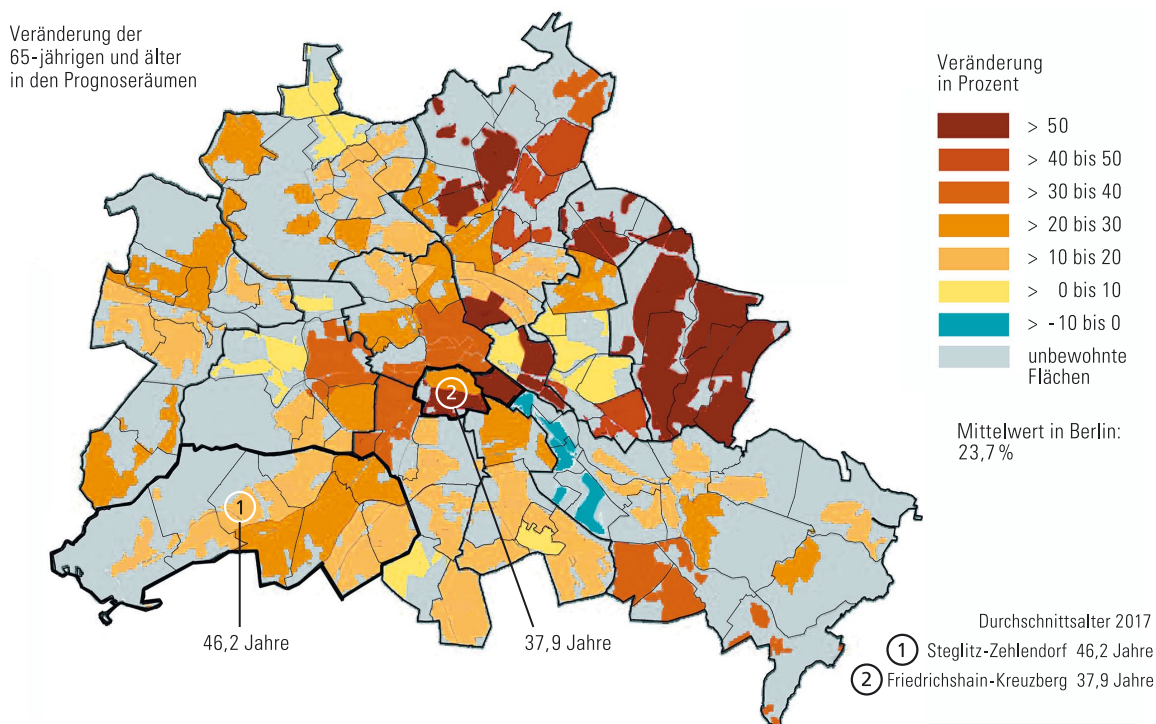 Veränderung der
65-jährigen und älter
in den Prognoseräumen
Veränderung
in Prozent
> 50
> 40 bis 50
> 30 bis 40
> 20 bis 30
> 10 bis 20
> 0 bis 10
> -10 bis 0
unbewohnte
Flächen
Mittelwert in Berlin:
23,7 %
2
1
46,2 Jahre
37,9 Jahre
Durchschnittsalter 2017
1 Steglitz-Zehlendorf 46,2 Jahre
2 Friedrichshain-Kreuzberg 37,9 Jahre